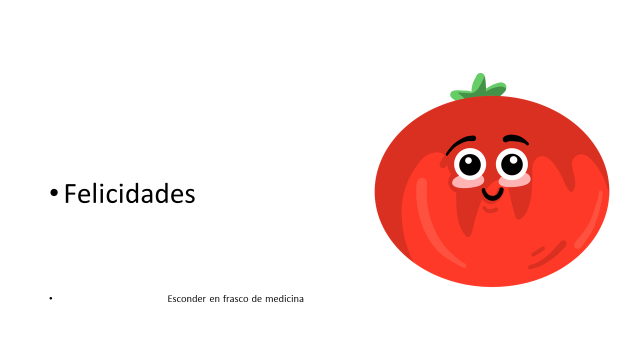 • Felicidades
• Esconder en frasco de medicina